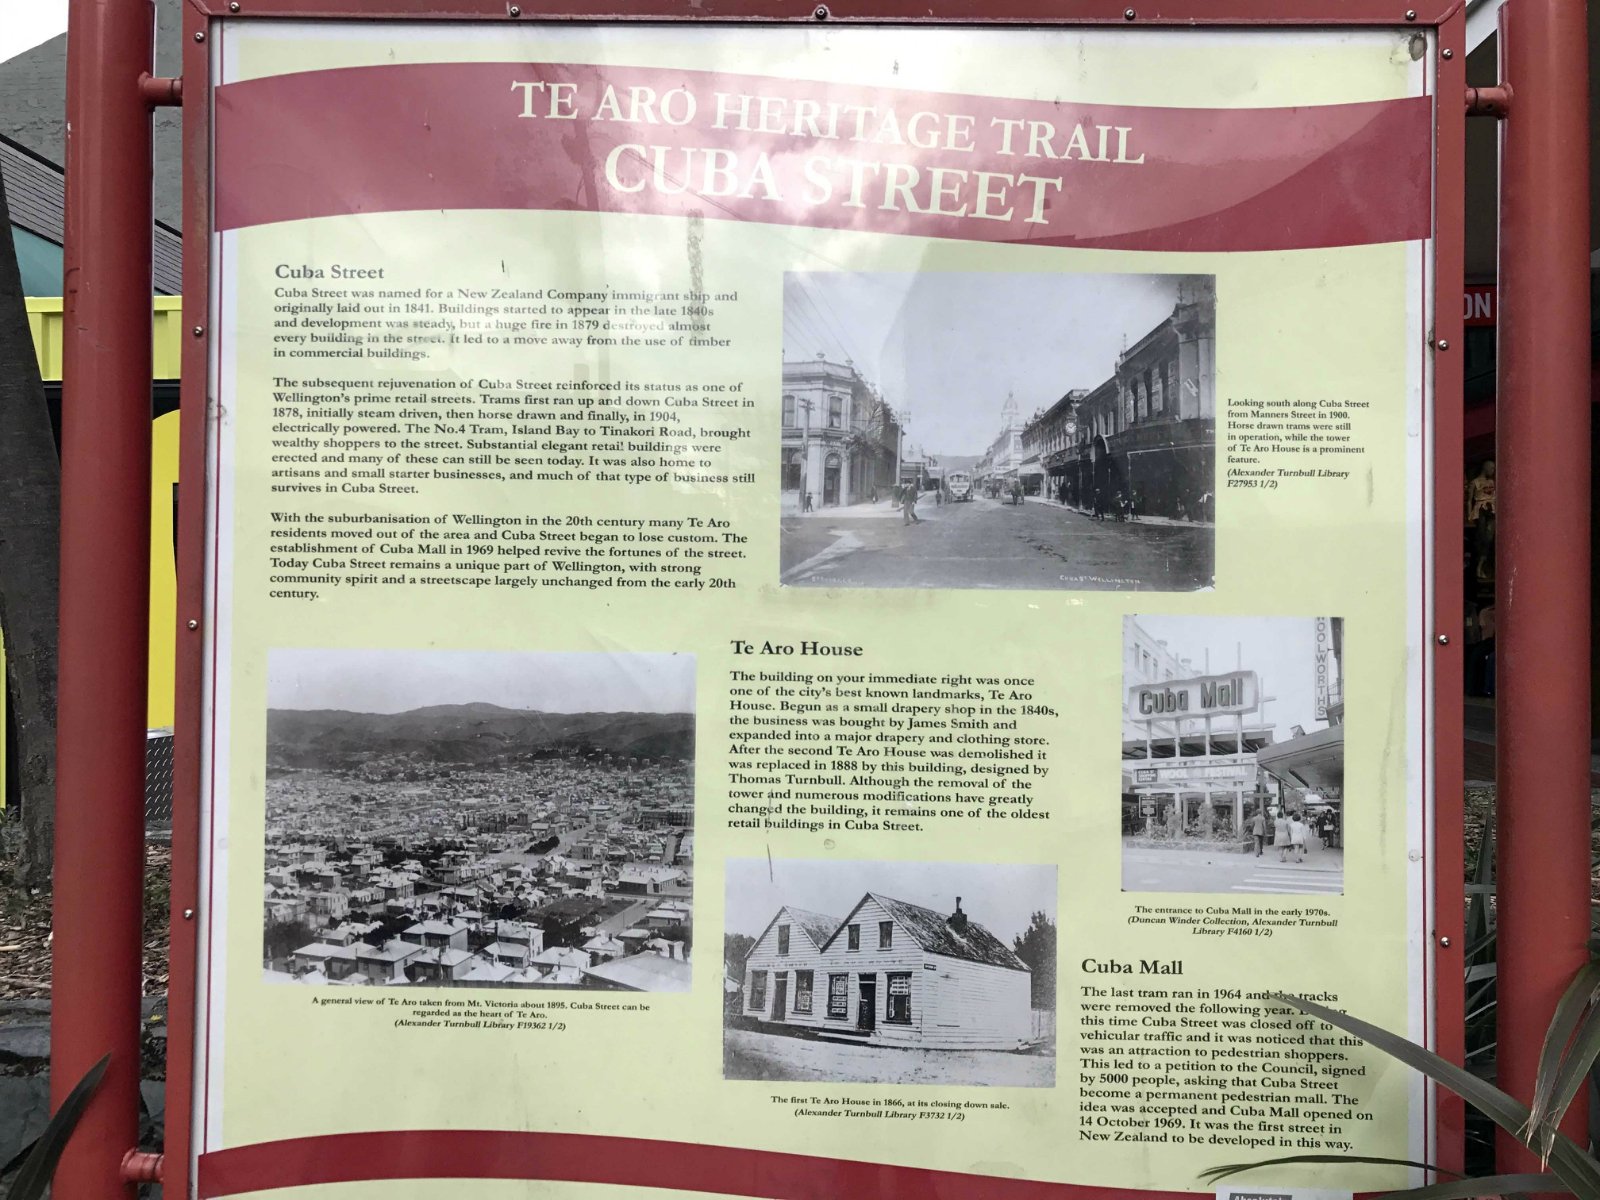 TE ARO HERITAGE TRAIL
CUBA STREET
Cuba Street
Cuba Street was named for a New Zealand Company immigrant ship and
originally laid out in 1841. Buildings started to appear in the late 1840s
and development was steady, but a huge fire in 1879 destroyed almost
every building in the street. It led to a move away from the use of timber
in commercial buildings.
The subsequent rejuvenation of Cuba Street reinforced its status as one of
Wellington's prime retail streets. Trams first ran up and down Cuba Street in
1878, initially steam driven, then horse drawn and finally, in 1904,
electrically powered. The No.4 Tram, Island Bay to Tinakori Road, brought
wealthy shoppers to the street. Substantial elegant retail buildings were
erected and many of these can still be seen today. It was also home to
artisans and small starter businesses, and much of that type of business still
survives in Cuba Street.
With the suburbanisation of Wellington in the 20th century many Te Aro
residents moved out of the area and Cuba Street began to lose custom. The
establishment of Cuba Mall in 1969 helped revive the fortunes of the street.
Today Cuba Street remains a unique part of Wellington, with strong
community spirit and a streetscape largely unchanged from the early 20th
century.
CUBA ST WELLINGTON
Looking south along Cuba Street
from Manners Street in 1900.
Horse drawn trams were still
in operation, while the tower
of Te Aro House is a prominent
feature.
(Alexander Turnbull Library
F27953 1/2)
ON
A general view of Te Aro taken from Mt. Victoria about 1895. Cuba Street can be
regarded as the heart of Te Aro.
(Alexander Turnbull Library F19362 1/2)
Te Aro House
The building on your immediate right was once
one of the city's best known landmarks, Te Aro
House. Begun as a small drapery shop in the 1840s,
the business was bought by James Smith and
expanded into a major drapery and clothing store.
After the second Te Aro House was demolished it
was replaced in 1888 by this building, designed by
Thomas Turnbull. Although the removal of the
tower and numerous modifications have greatly
changed the building, it remains one of the oldest
retail buildings in Cuba Street.
The first Te Aro House in 1866, at its closing down sale.
(Alexander Turnbull Library F3732 1/2)
OOLWORTHS
Cuba Mall
WOOL FESTIVAL
The entrance to Cuba Mall in the early 1970s.
(Duncan Winder Collection, Alexander Turnbull
Library F4160 1/2)
Cuba Mall
The last tram ran in 1964 and the tracks
were removed the following year.
this time Cuba Street was closed off to
vehicular traffic and it was noticed that this
was an attraction to pedestrian shoppers.
This led to a petition to the Council, signed
by 5000 people, asking that Cuba Street
become a permanent pedestrian mall. The
idea was accepted and Cuba Mall opened on
14 October 1969. It was the first street in
New Zealand to be developed in this way.
Absolutely